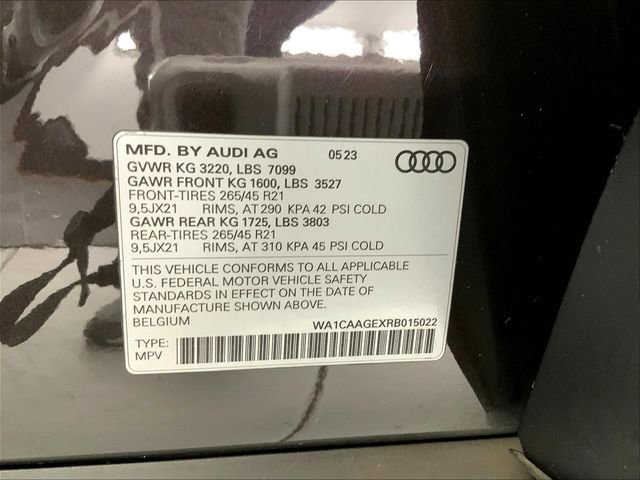 MFD. BY AUDI AG 05 23
GVWR KG 3220, LBS 7099
GAWR FRONT KG 1600, LBS 3527
FRONT-TIRES 265/45 R21
9,5JX21 RIMS, AT 290 KPA 42 PSI COLD
GAWR REAR KG 1725, LBS 3803
REAR-TIRES 265/45 R21
9,5JX21 RIMS, AT 310 KPA 45 PSI COLD
THIS VEHICLE CONFORMS TO ALL APPLICABLE
U.S. FEDERAL MOTOR VEHICLE SAFETY
STANDARDS IN EFFECT ON THE DATE OF
MANUFACTURE SHOWN ABOVE.
BELGIUM WA1CAAGEXRB015022
TYPE:
MPV